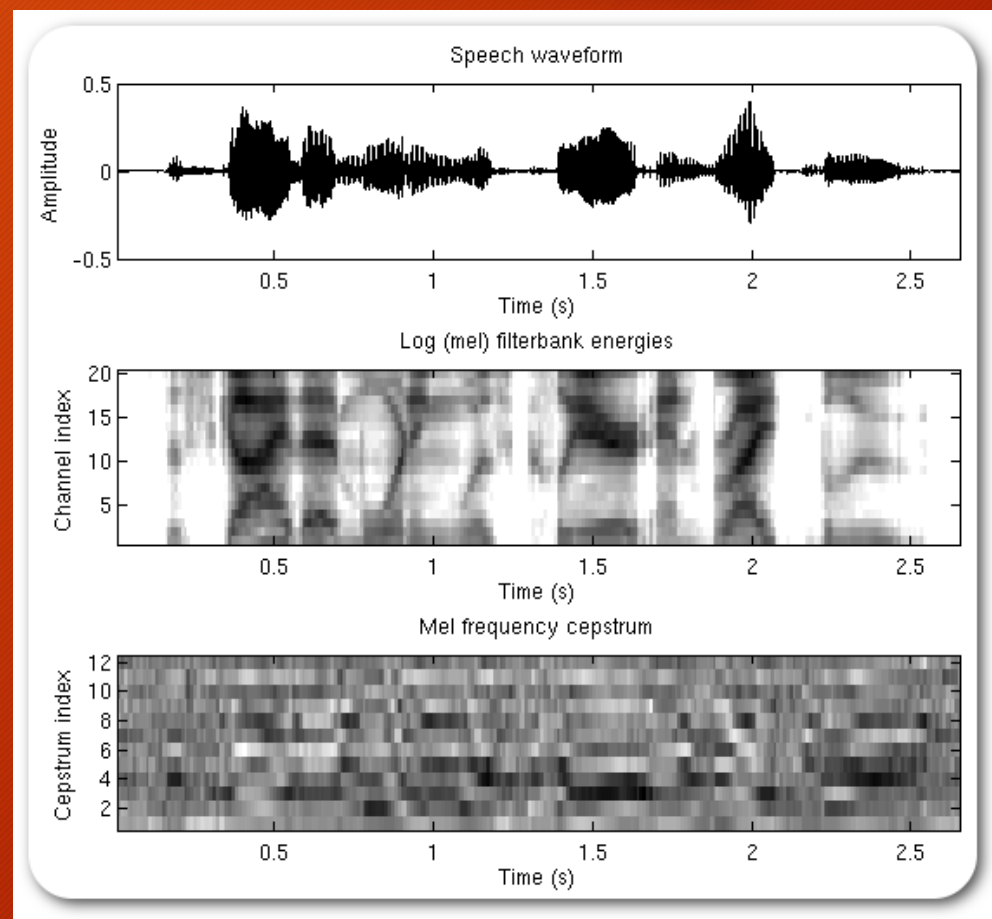 Speech waveform
0.5
0
-0.5
Amplitude
0.5 1 1.5 2 2.5
Time (s)
Log (mel) filterbank energies
20
15
10
5
Channel index
0.5 1 1.5 2 2.5
Time (s)
Mel frequency cepstrum
12
10
8
6
4
2
Cepstrum index
0.5 1 1.5 2 2.5
Time (s)